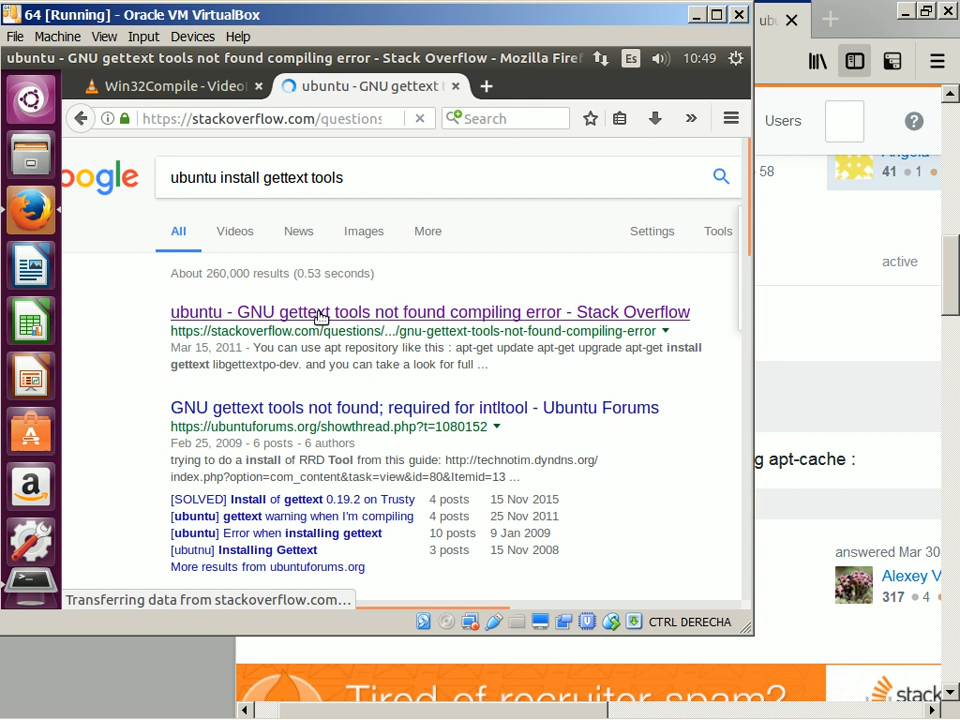 64 [Running] - Oracle VM VirtualBox
File Machine View Input Devices Help
ubuntu - GNU gettext tools not found compiling error - Stack Overflow - Mozilla Firef
Es
10:49
Win32Compile - Video
ubuntu - GNU gettext t
https://stackoverflow.com/questions
Search
oogle
ubuntu install gettext tools
All Videos News Images More Settings Tools
About 260,000 results (0.53 seconds)
ubuntu - GNU gettext tools not found compiling error - Stack Overflow
https://stackoverflow.com/questions/.../gnu-gettext-tools-not-found-compiling-error
Mar 15, 2011 - You can use apt repository like this : apt-get update apt-get upgrade apt-get install
gettext libgettextpo-dev. and you can take a look for full ...
GNU gettext tools not found; required for intltool - Ubuntu Forums
https://ubuntuforums.org/showthread.php?t=1080152
Feb 25, 2009 - 6 posts - 6 authors
trying to do a install of RRD Tool from this guide: http://technotim.dyndns.org/
index.php?option=com_content&task=view&id=80&Itemid=13 ...
[SOLVED] Install of gettext 0.19.2 on Trusty 4 posts 15 Nov 2015
[ubuntu] gettext warning when I'm compiling 4 posts 25 Nov 2011
[ubuntu] Error when installing gettext 10 posts 9 Jan 2009
[ubutnu] Installing Gettext 3 posts 15 Nov 2008
More results from ubuntuforums.org
Transferring data from stackoverflow.com...
CTRL DERECHA
ubu
Users
58
41 1
active
g apt-cache :
answered Mar 30
Alexey V
317 4
Tired of recruiter spam?
stack